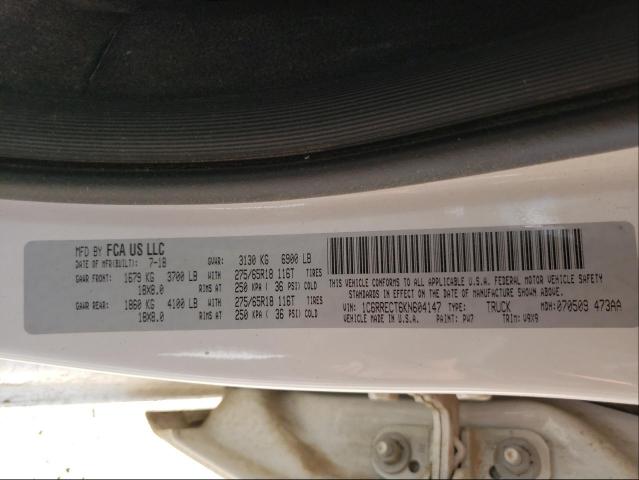 MFD BY FCA US LLC
DATE OF MFR(BUILT): 7-18 GVWR: 3130 KG 6900 LB
GAWR FRONT: 1679 KG 3700 LB WITH 275/65R18 116T TIRES
18X8.0 RIMS AT 250 KPA ( 36 PSI) COLD
GAWR REAR: 1860 KG 4100 LB WITH 275/65R18 116T TIRES
18X8.0 RIMS AT 250 KPA ( 36 PSI) COLD
THIS VEHICLE CONFORMS TO ALL APPLICABLE U.S.A. FEDERAL MOTOR VEHICLE SAFETY
STANDARDS IN EFFECT ON THE DATE OF MANUFACTURE SHOWN ABOVE.
VIN: 1C6RRECT6KN604147 TYPE: TRUCK MDH: 070509 473AA
PAINT: PW7 TRIM: V9X9